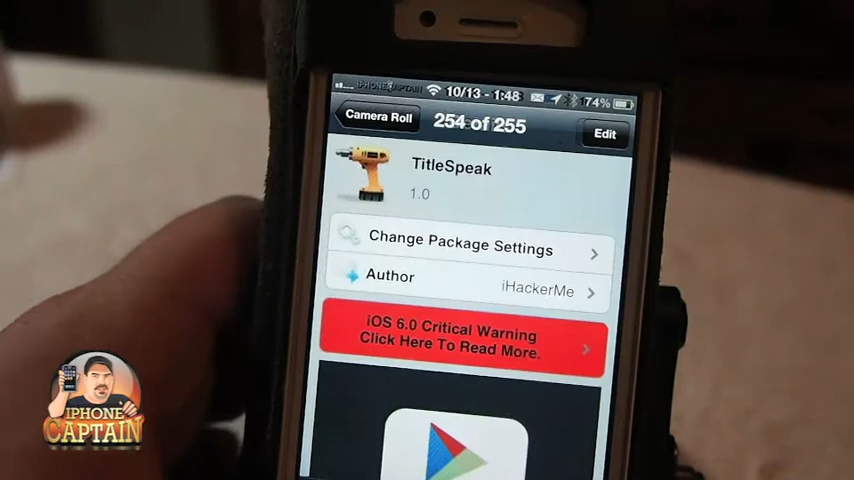 IPHONECAPTAIN 10/13 - 1:48 74%
Camera Roll 254 of 255 Edit
TitleSpeak
1.0
Change Package Settings
Author iHackerMe
iOS 6.0 Critical Warning
Click Here To Read More.
IPHONE
CAPTAIN